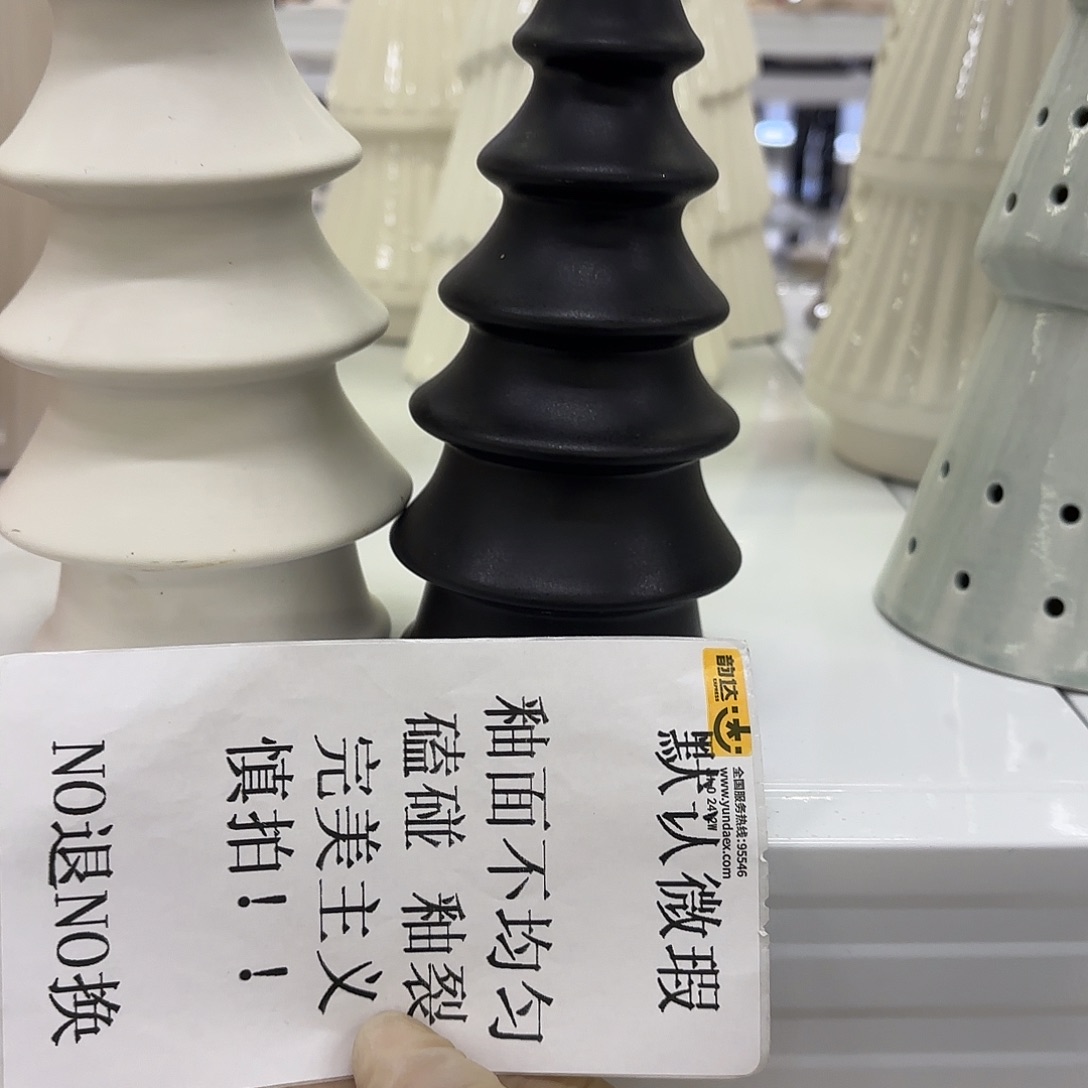 韵达
EXPRESS
全国服务热线:95546
www.yundaex.com
默认微瑕
釉面不均匀
磕碰 釉裂
完美主义
慎拍！！
NO退NO换